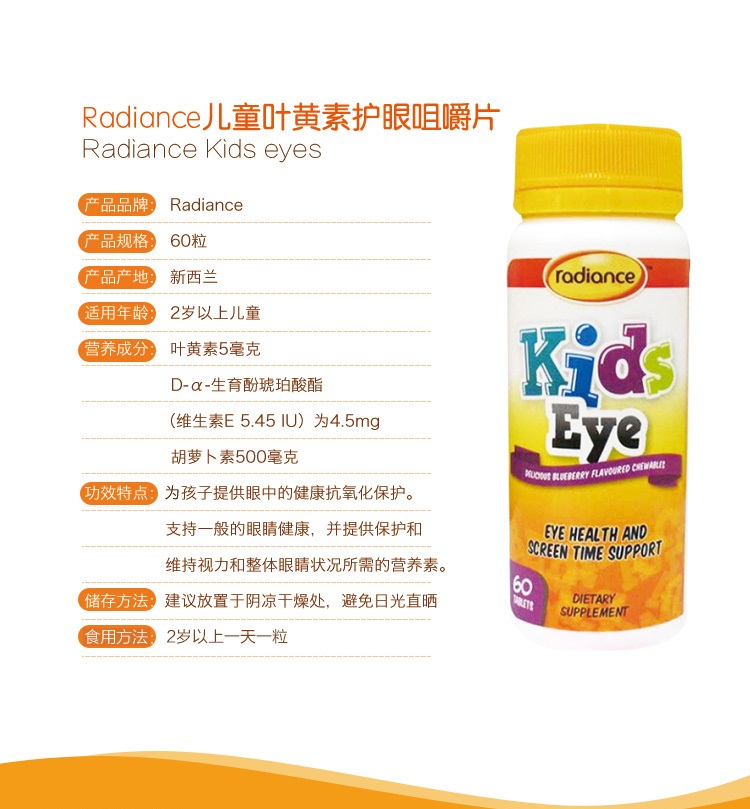 Radiance儿童叶黄素护眼咀嚼片
Radiance Kids eyes
产品品牌: Radiance
产品规格: 60粒
产品产地: 新西兰
适用年龄: 2岁以上儿童
营养成分: 叶黄素5毫克
D-α-生育酚琥珀酸酯
（维生素E 5.45 IU）为4.5mg
胡萝卜素500毫克
功效特点: 为孩子提供眼中的健康抗氧化保护。
支持一般的眼睛健康，并提供保护和
维持视力和整体眼睛状况所需的营养素。
储存方法: 建议放置于阴凉干燥处，避免日光直晒
食用方法: 2岁以上一天一粒
radiance™
Kids
Eye
DELICIOUS BLUEBERRY FLAVOURED CHEWABLES
EYE HEALTH AND
SCREEN TIME SUPPORT
60
TABLETS
DIETARY
SUPPLEMENT